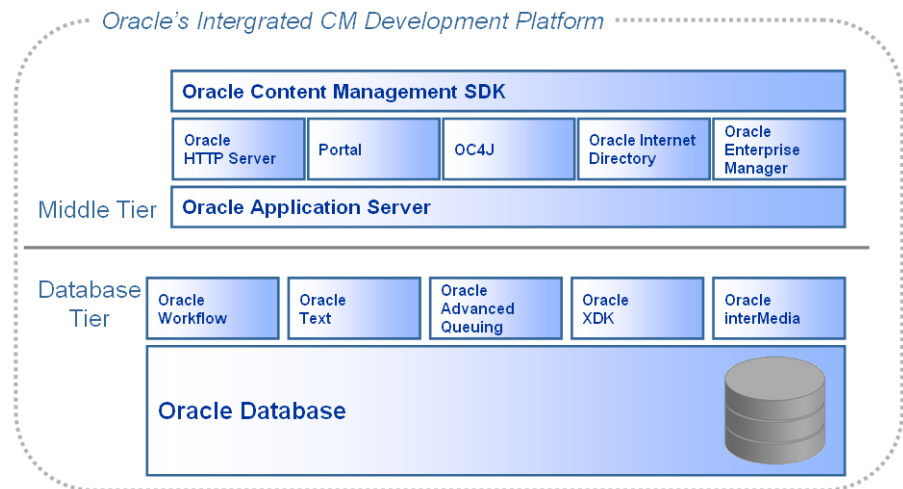 Oracle's Intergrated CM Development Platform
Oracle Content Management SDK
Oracle
HTTP Server
Portal
OC4J
Oracle Internet
Directory
Oracle
Enterprise
Manager
Middle Tier
Oracle Application Server
Database
Tier
Oracle
Workflow
Oracle
Text
Oracle
Advanced
Queuing
Oracle
XDK
Oracle
interMedia
Oracle Database